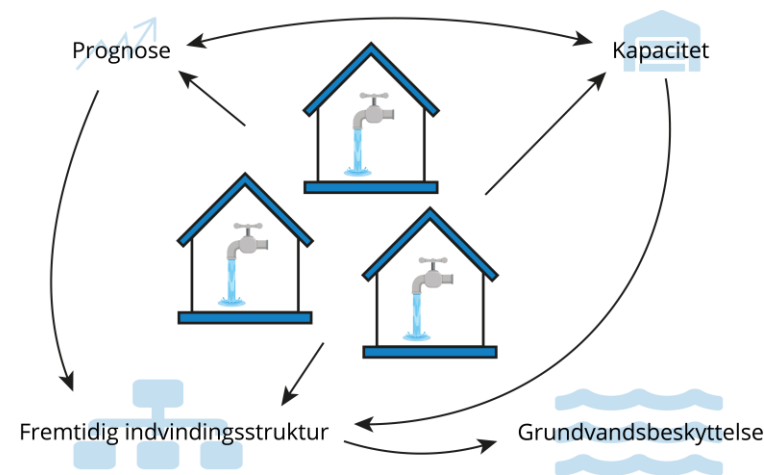 Prognose
Kapacitet
Fremtidig indvindingsstruktur
Grundvandsbeskyttelse